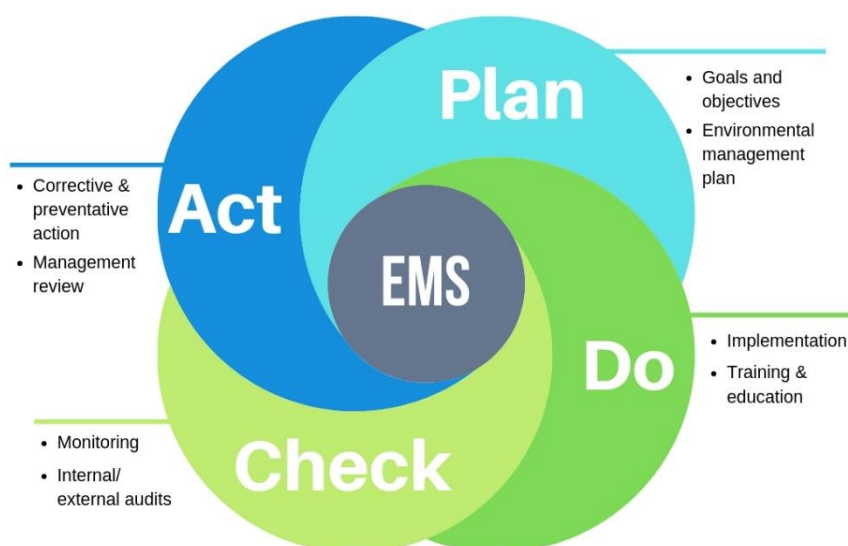 Plan
• Goals and
objectives
• Environmental
management
plan
Do
• Implementation
• Training &
education
Check
• Monitoring
• Internal/
external audits
Act
• Corrective &
preventative
action
• Management
review
EMS